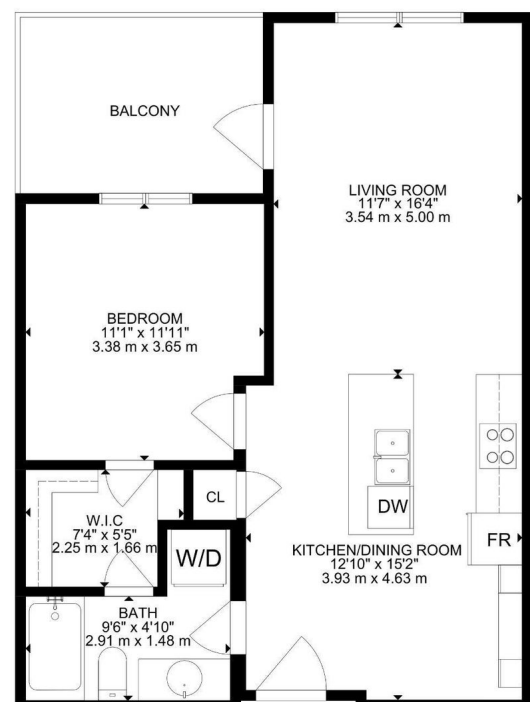 BALCONY
LIVING ROOM
11'7" x 16'4"
3.54 m x 5.00 m
BEDROOM
11'1" x 11'11"
3.38 m x 3.65 m
W.I.C
7'4" x 5'5"
2.25 m x 1.66 m
CL
DW
W/D
FR
KITCHEN/DINING ROOM
12'10" x 15'2"
3.93 m x 4.63 m
BATH
9'6" x 4'10"
2.91 m x 1.48 m